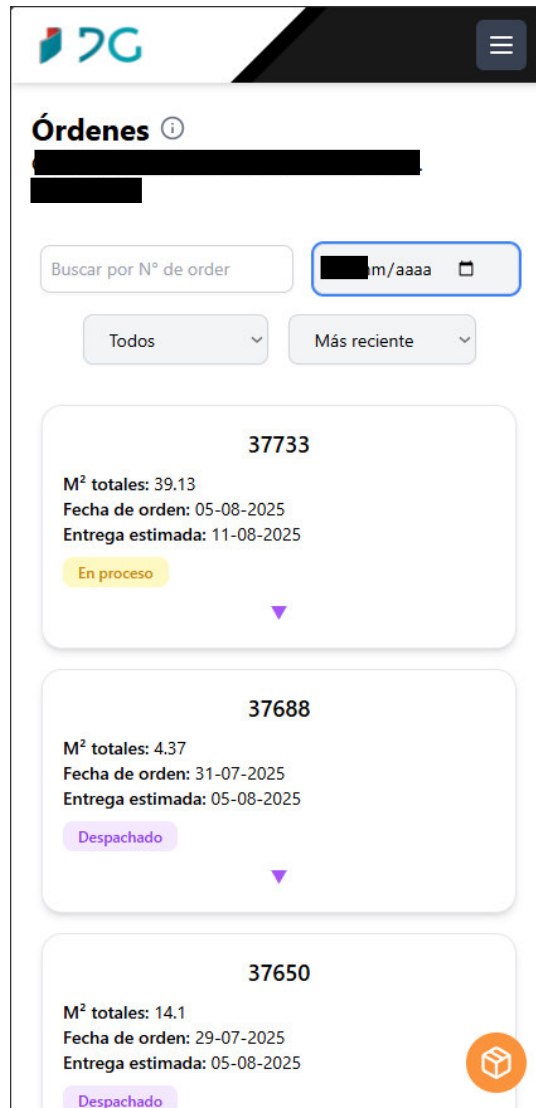 DG
Órdenes
Buscar por N° de order
m/aaaa
Todos
Más reciente
37733
M² totales: 39.13
Fecha de orden: 05-08-2025
Entrega estimada: 11-08-2025
En proceso
37688
M² totales: 4.37
Fecha de orden: 31-07-2025
Entrega estimada: 05-08-2025
Despachado
37650
M² totales: 14.1
Fecha de orden: 29-07-2025
Entrega estimada: 05-08-2025
Despachado